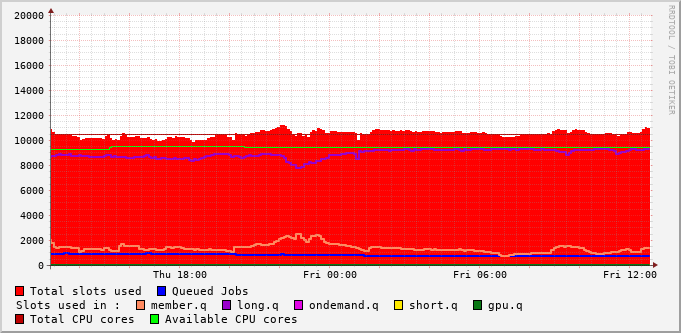 20000
18000
16000
14000
12000
10000
8000
6000
4000
2000
0
Thu 18:00 Fri 00:00 Fri 06:00 Fri 12:00
RRDTOOL / TOBI OETIKER
Total slots used Queued Jobs
Slots used in : member.q long.q ondemand.q short.q gpu.q
Total CPU cores Available CPU cores